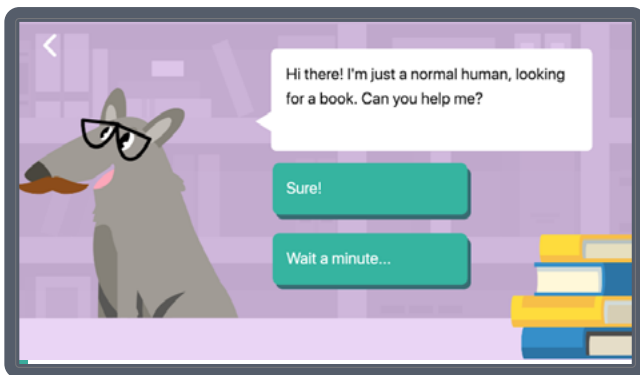 Hi there! I'm just a normal human, looking
for a book. Can you help me?
Sure!
Wait a minute...